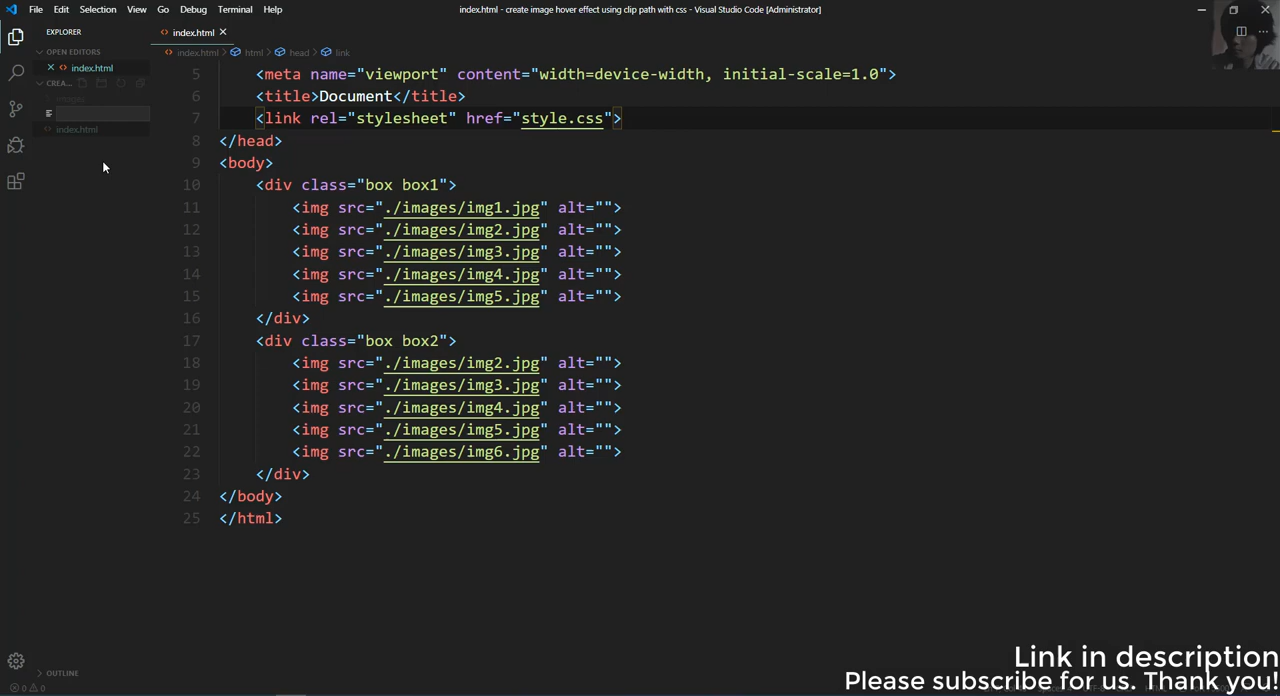 File Edit Selection View Go Debug Terminal Help
index.html - create image hover effect using clip path with css - Visual Studio Code [Administrator]
EXPLORER
index.html
OPEN EDITORS
index.html > html > head > link
index.html
CREA...
images
index.html
5 <meta name="viewport" content="width=device-width, initial-scale=1.0">
6 <title>Document</title>
7 <link rel="stylesheet" href="style.css">
8 </head>
9 <body>
10 <div class="box box1">
11 <img src="./images/img1.jpg" alt="">
12 <img src="./images/img2.jpg" alt="">
13 <img src="./images/img3.jpg" alt="">
14 <img src="./images/img4.jpg" alt="">
15 <img src="./images/img5.jpg" alt="">
16 </div>
17 <div class="box box2">
18 <img src="./images/img2.jpg" alt="">
19 <img src="./images/img3.jpg" alt="">
20 <img src="./images/img4.jpg" alt="">
21 <img src="./images/img5.jpg" alt="">
22 <img src="./images/img6.jpg" alt="">
23 </div>
24 </body>
25 </html>
OUTLINE
0 0
Link in description
Please subscribe for us. Thank you!